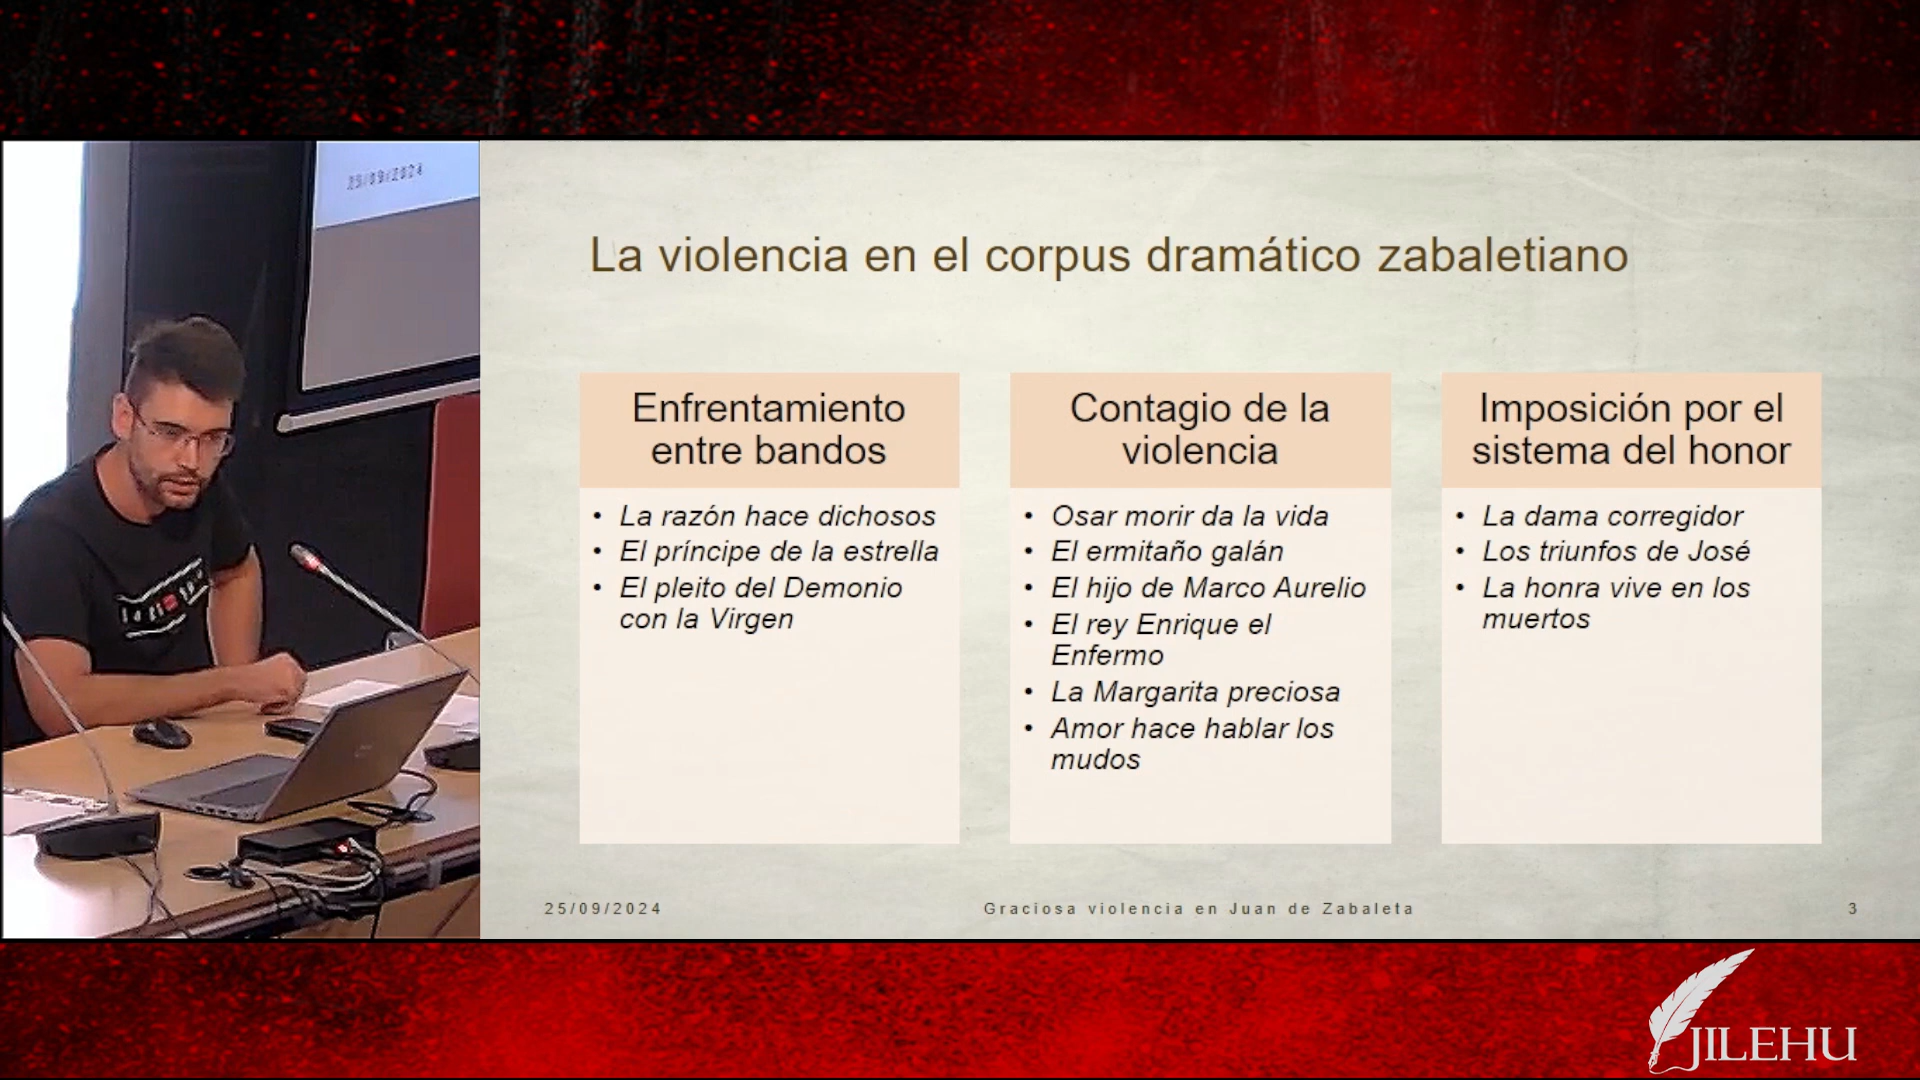 25/09/2024
La violencia en el corpus dramático zabaletiano
Enfrentamiento
entre bandos
• La razón hace dichosos
• El príncipe de la estrella
• El pleito del Demonio
con la Virgen
Contagio de la
violencia
• Osar morir da la vida
• El ermitaño galán
• El hijo de Marco Aurelio
• El rey Enrique el
Enfermo
• La Margarita preciosa
• Amor hace hablar los
mudos
Imposición por el
sistema del honor
• La dama corregidor
• Los triunfos de José
• La honra vive en los
muertos
25/09/2024
Graciosa violencia en Juan de Zabaleta
3
JILEHU